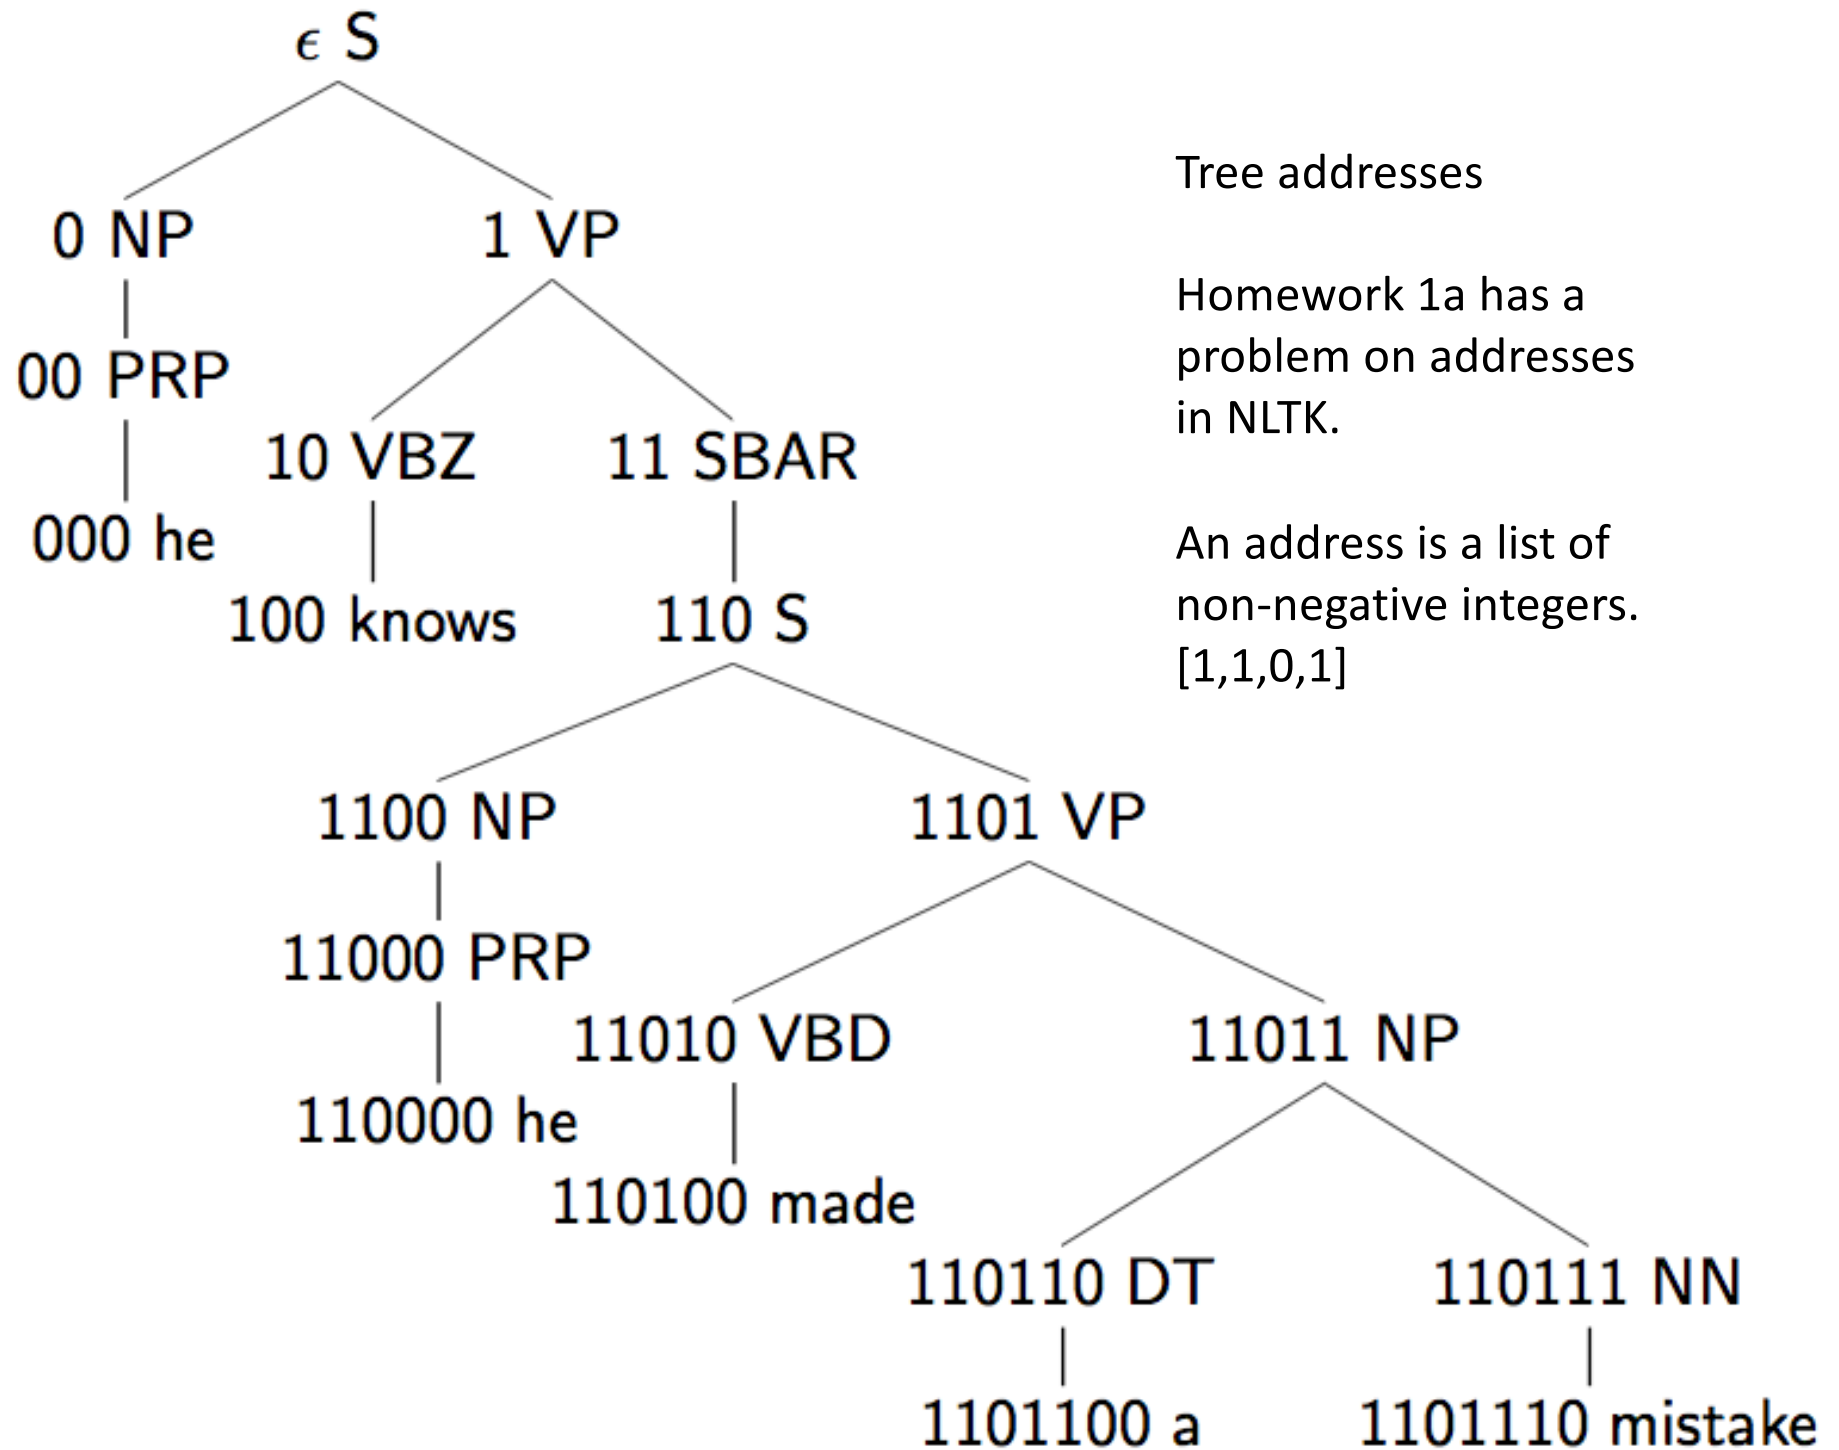 ϵ S
0 NP
1 VP
00 PRP
10 VBZ
11 SBAR
000 he
100 knows
110 S
1100 NP
1101 VP
11000 PRP
11010 VBD
11011 NP
110000 he
110100 made
110110 DT
110111 NN
1101100 a
1101110 mistake
Tree addresses
Homework 1a has a
problem on addresses
in NLTK.
An address is a list of
non-negative integers.
[1,1,0,1]